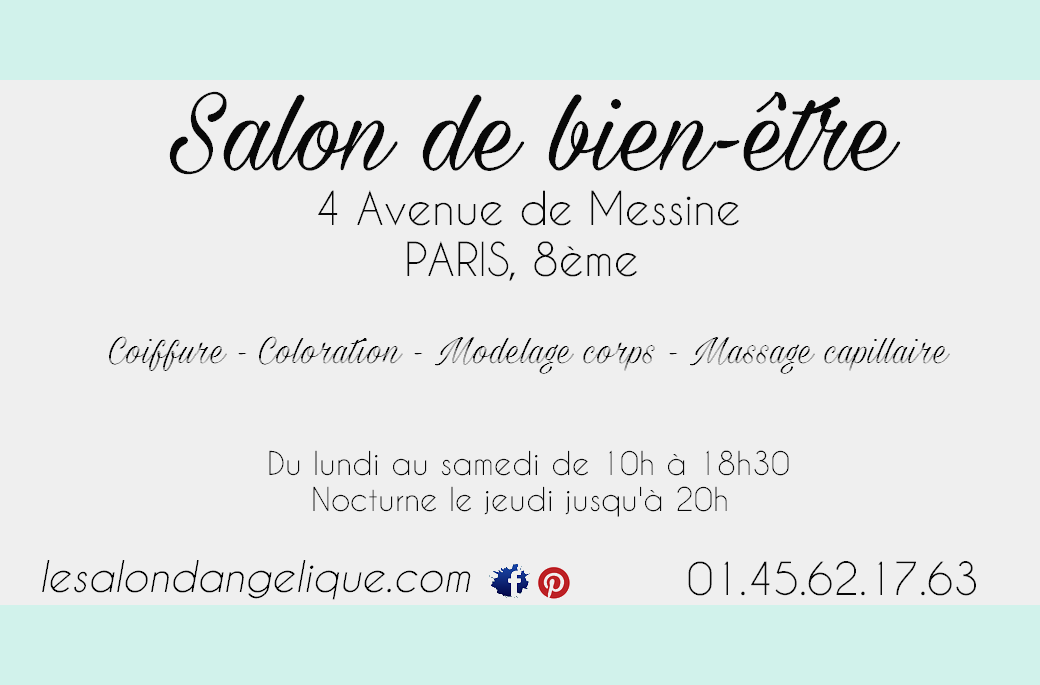 Salon de bien-être
4 Avenue de Messine
PARIS, 8ème
Coiffure - Coloration - Modelage corps - Massage capillaire
Du lundi au samedi de 10h à 18h30
Nocturne le jeudi jusqu'à 20h
lesalondangelique.com f 01.45.62.17.63